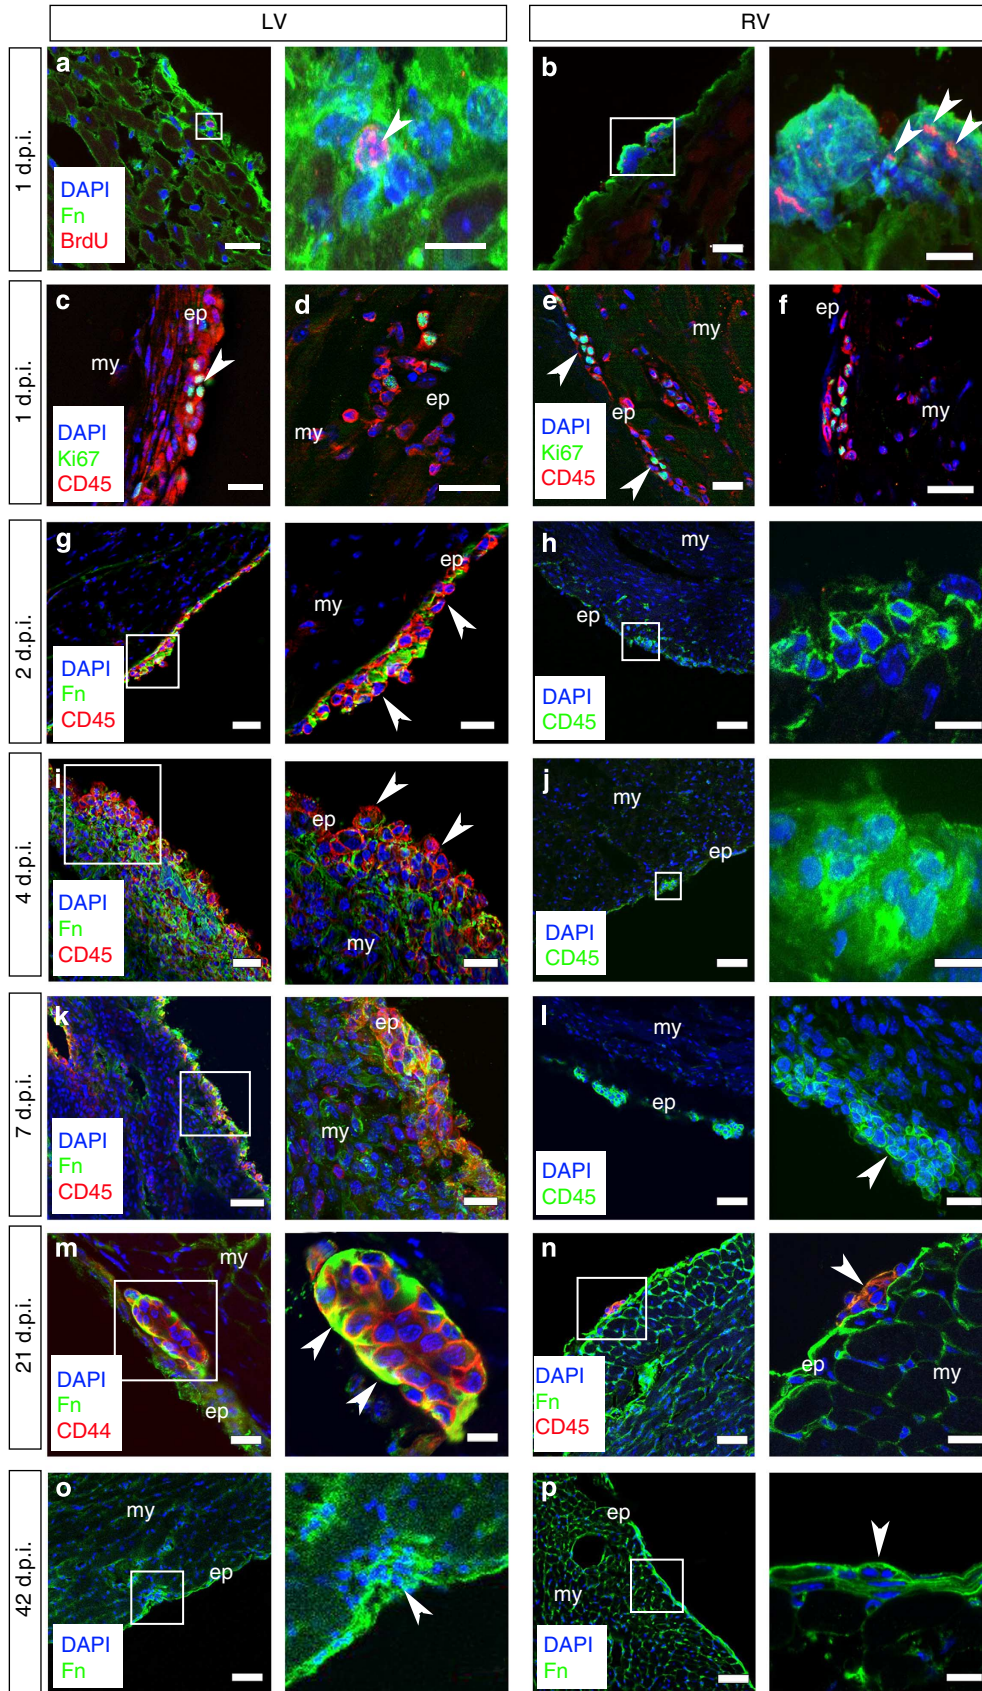 LV
RV
1 d.p.i.
a
DAPI
Fn
BrdU
b
1 d.p.i.
c
ep
my
DAPI
Ki67
CD45
d
ep
my
e
my
ep
DAPI
Ki67
CD45
f
ep
my
2 d.p.i.
g
DAPI
Fn
CD45
ep
my
h
my
ep
DAPI
CD45
4 d.p.i.
i
DAPI
Fn
CD45
ep
my
j
my
ep
DAPI
CD45
7 d.p.i.
k
DAPI
Fn
CD45
ep
my
l
my
ep
DAPI
CD45
21 d.p.i.
m
my
DAPI
Fn
CD44
ep
n
DAPI
Fn
CD45
ep
my
42 d.p.i.
o
my
ep
DAPI
Fn
p
ep
my
DAPI
Fn